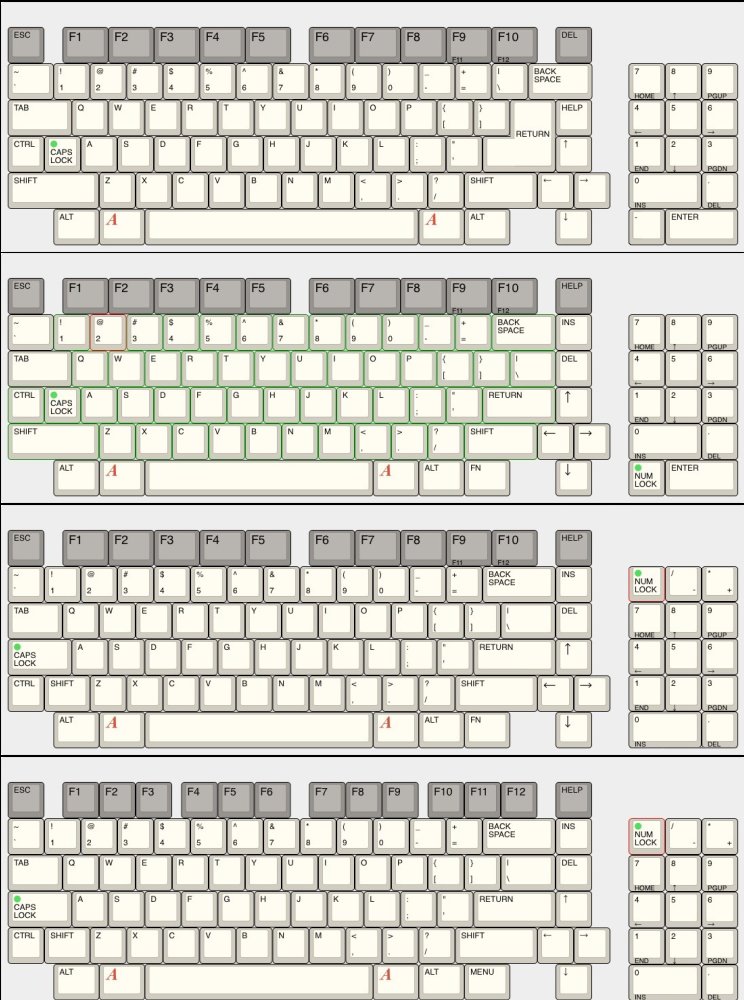 ESC F1 F2 F3 F4 F5 F6 F7 F8 F9 F10 DEL
F11 F12
~ ! @ # $ % ^ & * ( ) _ + | BACK SPACE 7 8 9
` 1 2 3 4 5 6 7 8 9 0 - = \ HOME ↑ PGUP
TAB Q W E R T Y U I O P { } HELP 4 5 6
[ ] RETURN ← →
CTRL CAPS LOCK A S D F G H J K L : " ↑ 1 2 3
; ' END ↓ PGDN
SHIFT Z X C V B N M < > ? SHIFT ← → 0 .
, . / INS DEL
ALT A A ALT ↓ - ENTER
ESC F1 F2 F3 F4 F5 F6 F7 F8 F9 F10 HELP
F11 F12
~ ! @ # $ % ^ & * ( ) _ + BACK SPACE INS 7 8 9
` 1 2 3 4 5 6 7 8 9 0 - = HOME ↑ PGUP
TAB Q W E R T Y U I O P { } | DEL 4 5 6
[ ] \ ← →
CTRL CAPS LOCK A S D F G H J K L : " RETURN ↑ 1 2 3
; ' END ↓ PGDN
SHIFT Z X C V B N M < > ? SHIFT ← → 0 .
, . / INS DEL
ALT A A ALT FN ↓ NUM LOCK ENTER
ESC F1 F2 F3 F4 F5 F6 F7 F8 F9 F10 HELP
F11 F12
~ ! @ # $ % ^ & * ( ) _ + BACK SPACE INS NUM LOCK / *
` 1 2 3 4 5 6 7 8 9 0 - = - +
TAB Q W E R T Y U I O P { } | DEL 7 8 9
[ ] \ HOME ↑ PGUP
CAPS LOCK A S D F G H J K L : " RETURN ↑ 4 5 6
; ' ← →
CTRL SHIFT Z X C V B N M < > ? SHIFT ← → 1 2 3
, . / END ↓ PGDN
ALT A A ALT FN ↓ 0 .
INS DEL
ESC F1 F2 F3 F4 F5 F6 F7 F8 F9 F10 F11 F12 HELP
~ ! @ # $ % ^ & * ( ) _ + BACK SPACE INS NUM LOCK / *
` 1 2 3 4 5 6 7 8 9 0 - = - +
TAB Q W E R T Y U I O P { } | DEL 7 8 9
[ ] \ HOME ↑ PGUP
CAPS LOCK A S D F G H J K L : " RETURN ↑ 4 5 6
; ' ← →
CTRL SHIFT Z X C V B N M < > ? SHIFT ← → 1 2 3
, . / END ↓ PGDN
ALT A A ALT MENU ↓ 0 .
INS DEL